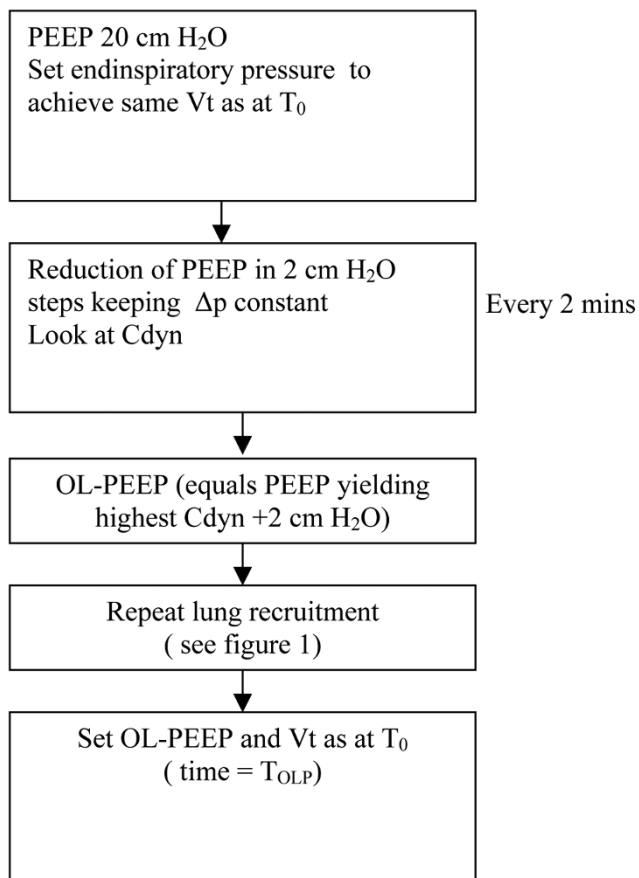 PEEP 20 cm H₂O
Set endinspiratory pressure to
achieve same Vt as at T₀
Reduction of PEEP in 2 cm H₂O
steps keeping Δp constant
Look at Cdyn
Every 2 mins
OL-PEEP (equals PEEP yielding
highest Cdyn +2 cm H₂O)
Repeat lung recruitment
( see figure 1)
Set OL-PEEP and Vt as at T₀
( time = T_OLP)